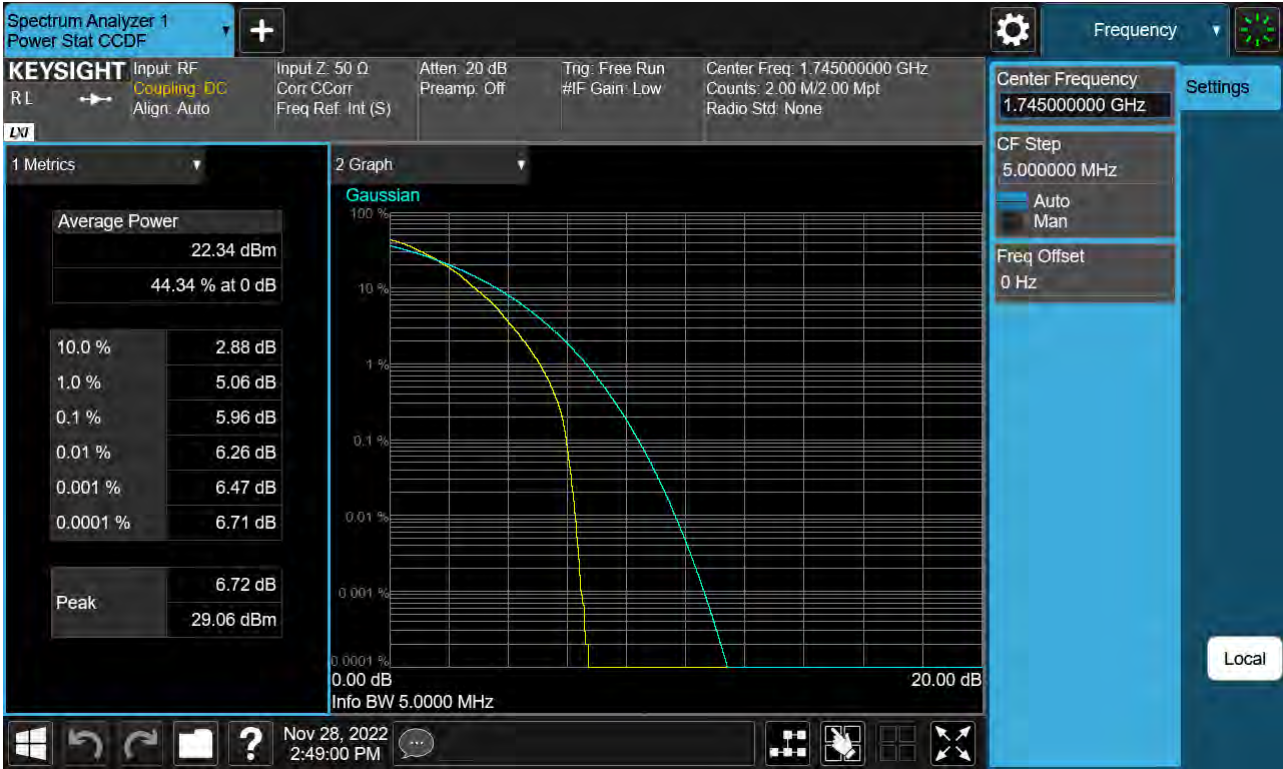 Spectrum Analyzer 1
Power Stat CCDF
Frequency
KEYSIGHT
R L
LXI
Input: RF
Coupling: DC
Align: Auto
Input Z: 50 Ω
Corr CCorr
Freq Ref: Int (S)
Atten: 20 dB
Preamp: Off
Trig: Free Run
#IF Gain: Low
Center Freq: 1.745000000 GHz
Counts: 2.00 M/2.00 Mpt
Radio Std: None
Center Frequency
1.745000000 GHz
Settings
CF Step
5.000000 MHz
Auto
Man
Freq Offset
0 Hz
1 Metrics
Average Power
22.34 dBm
44.34 % at 0 dB
10.0 % 2.88 dB
1.0 % 5.06 dB
0.1 % 5.96 dB
0.01 % 6.26 dB
0.001 % 6.47 dB
0.0001 % 6.71 dB
Peak
6.72 dB
29.06 dBm
2 Graph
Gaussian
100 %
10 %
1 %
0.1 %
0.01 %
0.001 %
0.0001 %
0.00 dB 20.00 dB
Info BW 5.0000 MHz
Local
?
Nov 28, 2022
2:49:00 PM